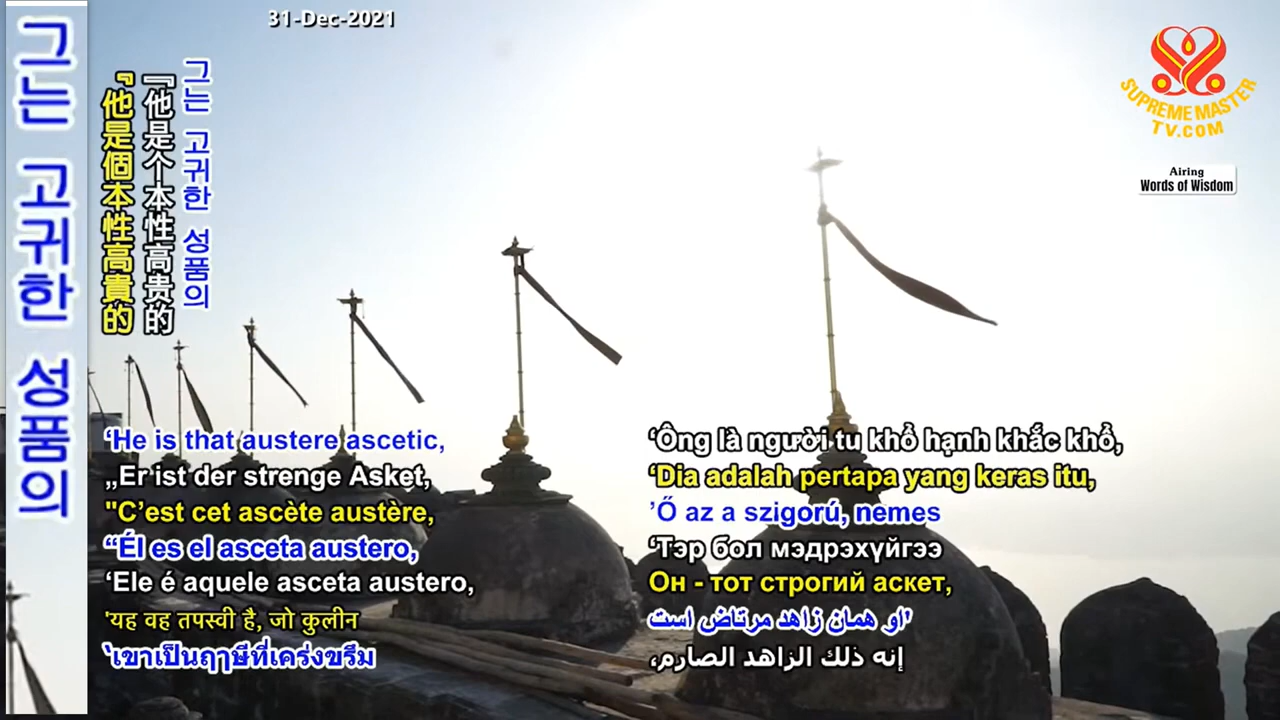 31-Dec-2021
그는 고귀한 성품의
『他是個本性高貴的
『他是个本性高贵的
그는 고귀한 성품의
SUPREME MASTER
TV.COM
Airing
Words of Wisdom
‘He is that austere ascetic,
„Er ist der strenge Asket,
"C’est cet ascète austère,
“Él es el asceta austero,
‘Ele é aquele asceta austero,
'यह वह तपस्वी है, जो कुलीन
‘เขาเป็นฤๅษีที่เคร่งขรึม
‘Ông là người tu khổ hạnh khắc khổ,
‘Dia adalah pertapa yang keras itu,
’Ő az a szigorú, nemes
‘Тэр бол мэдрэхүйгээ
Он - тот строгий аскет,
'او همان زاهد مرتاض است
إنه ذلك الزاهد الصارم،